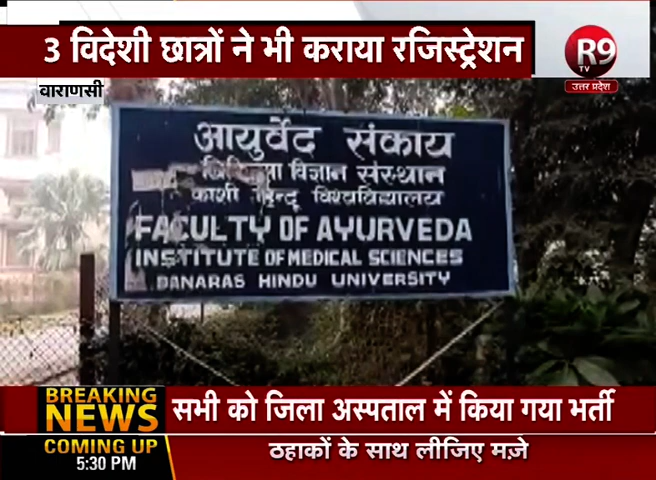 3 विदेशी छात्रों ने भी कराया रजिस्ट्रेशन
R9
TV
उत्तर प्रदेश
वाराणसी
आयुर्वेद संकाय
विज्ञान संस्थान
काशी हिन्दू विश्वविद्यालय
FACULTY OF AYURVEDA
INSTITUTE OF MEDICAL SCIENCES
BANARAS HINDU UNIVERSITY
BREAKING
NEWS
सभी को जिला अस्पताल में किया गया भर्ती
COMING UP
5:30 PM
ठहाकों के साथ लीजिए मज़े